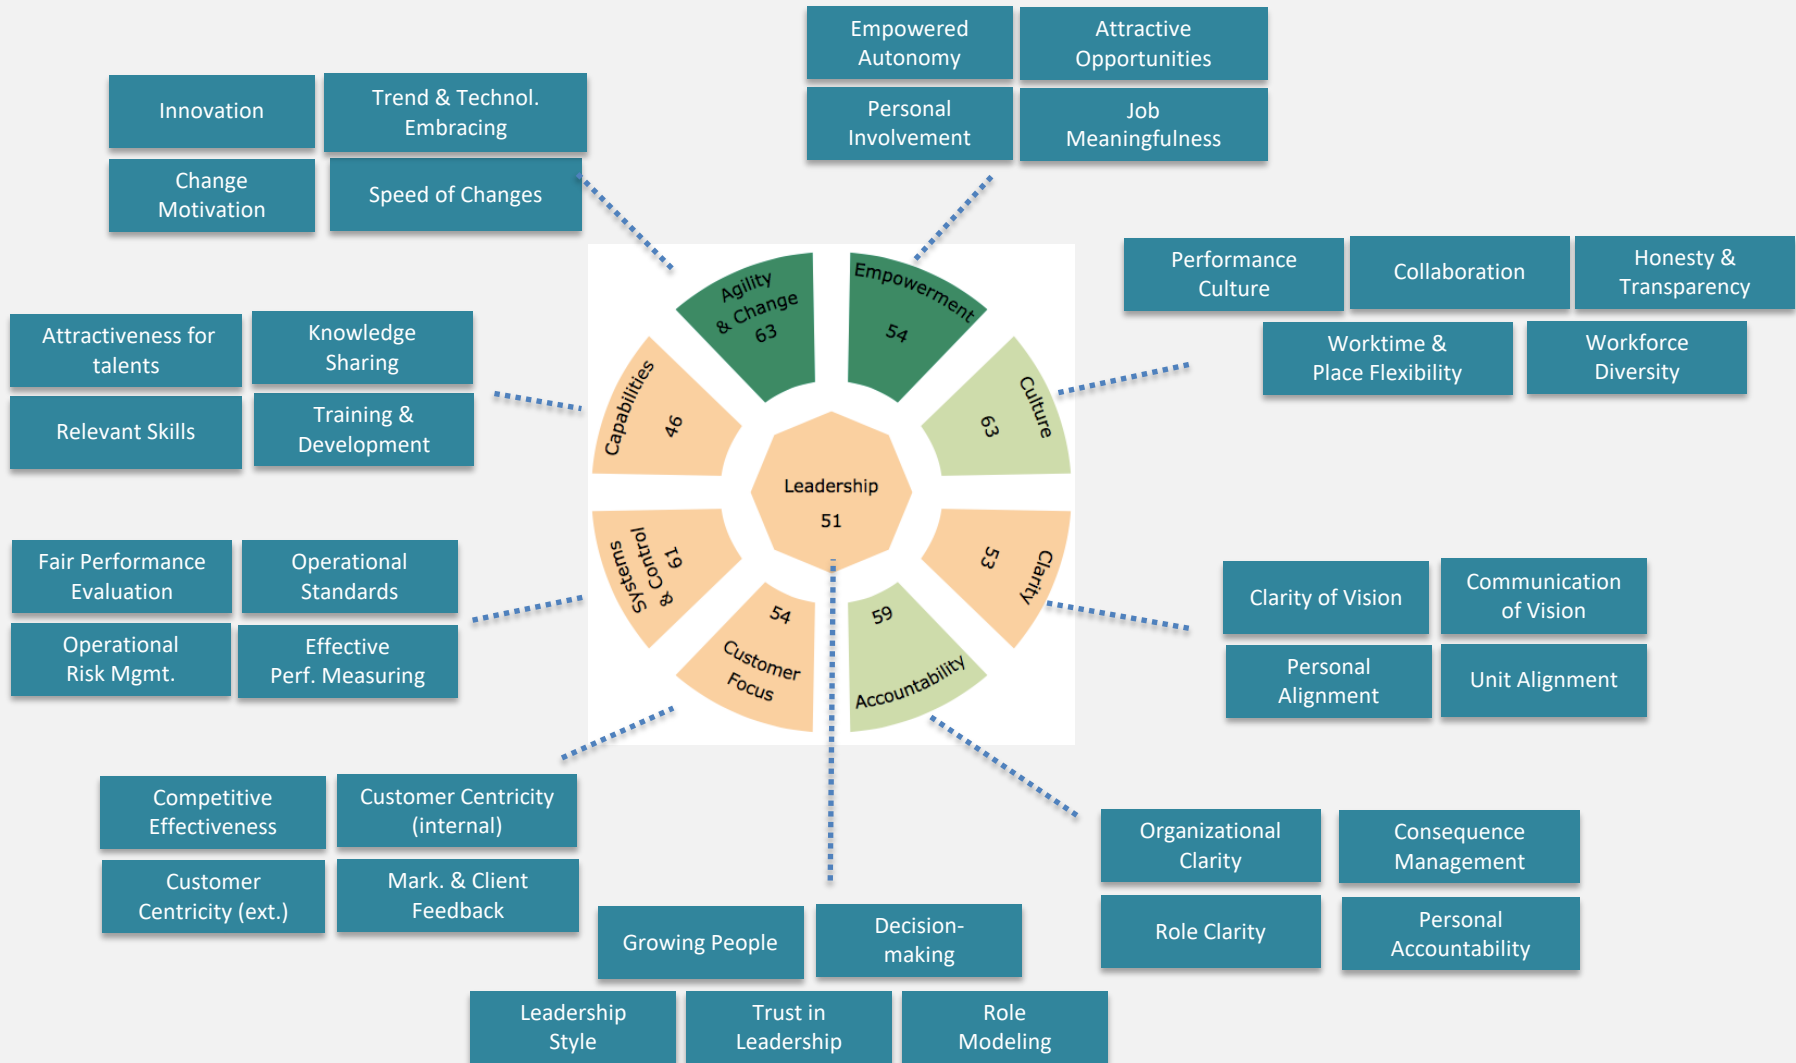 Empowered
Autonomy
Attractive
Opportunities
Personal
Involvement
Job
Meaningfulness
Innovation
Trend & Technol.
Embracing
Change
Motivation
Speed of Changes
Performance
Culture
Collaboration
Honesty &
Transparency
Worktime &
Place Flexibility
Workforce
Diversity
Attractiveness for
talents
Knowledge
Sharing
Relevant Skills
Training &
Development
Agility
& Change
63
Empowerment
54
Culture
63
Capabilities
46
Leadership
51
Clarity
53
Systems
& Control
61
Customer
Focus
54
Accountability
59
Fair Performance
Evaluation
Operational
Standards
Operational
Risk Mgmt.
Effective
Perf. Measuring
Clarity of Vision
Communication
of Vision
Personal
Alignment
Unit Alignment
Competitive
Effectiveness
Customer Centricity
(internal)
Customer
Centricity (ext.)
Mark. & Client
Feedback
Organizational
Clarity
Consequence
Management
Role Clarity
Personal
Accountability
Growing People
Decision-
making
Leadership
Style
Trust in
Leadership
Role
Modeling